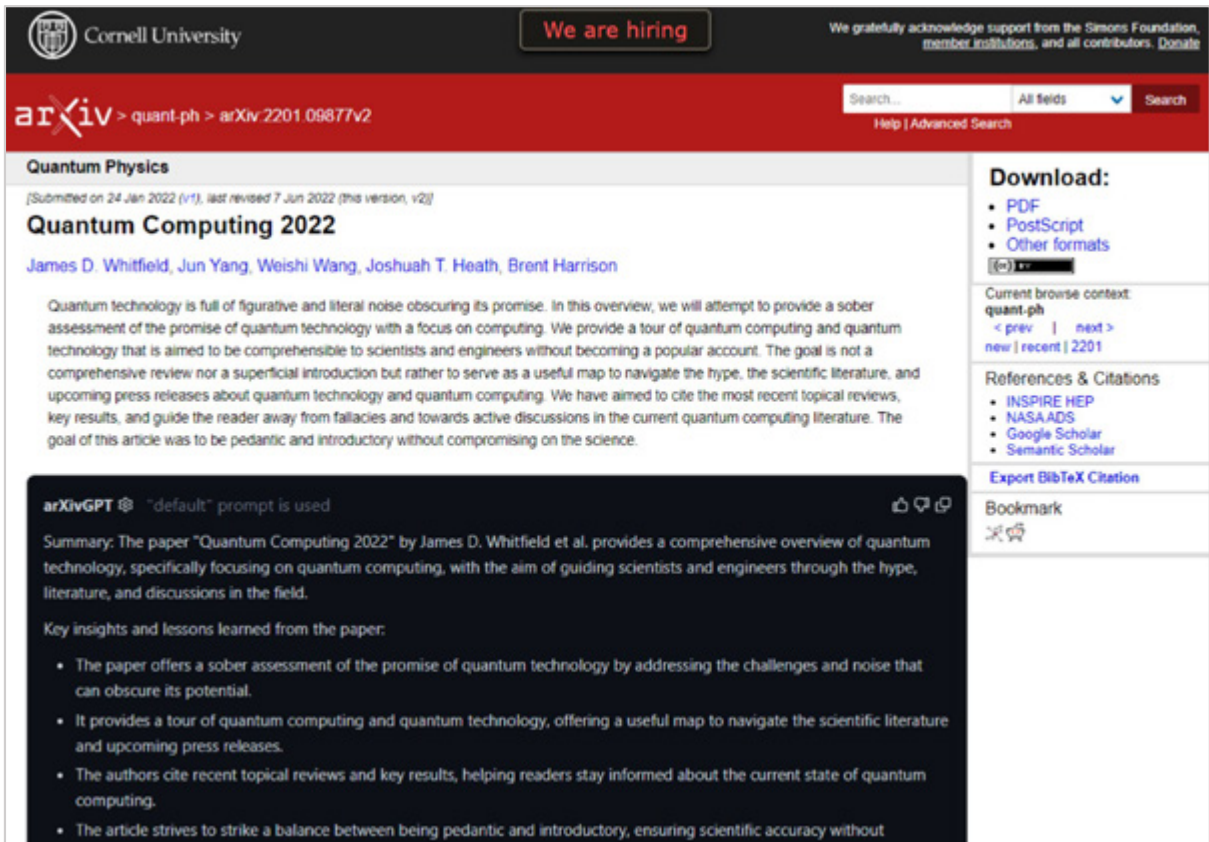 Cornell University
We are hiring
We gratefully acknowledge support from the Simons Foundation,
member institutions, and all contributors. Donate
arXiv > quant-ph > arXiv:2201.09877v2
Search...
All fields
Search
Help | Advanced Search
Quantum Physics
[Submitted on 24 Jan 2022 (v1), last revised 7 Jun 2022 (this version, v2)]
Quantum Computing 2022
James D. Whitfield, Jun Yang, Weishi Wang, Joshuah T. Heath, Brent Harrison
Quantum technology is full of figurative and literal noise obscuring its promise. In this overview, we will attempt to provide a sober
assessment of the promise of quantum technology with a focus on computing. We provide a tour of quantum computing and quantum
technology that is aimed to be comprehensible to scientists and engineers without becoming a popular account. The goal is not a
comprehensive review nor a superficial introduction but rather to serve as a useful map to navigate the hype, the scientific literature, and
upcoming press releases about quantum technology and quantum computing. We have aimed to cite the most recent topical reviews,
key results, and guide the reader away from fallacies and towards active discussions in the current quantum computing literature. The
goal of this article was to be pedantic and introductory without compromising on the science.
arXivGPT "default" prompt is used
Summary: The paper "Quantum Computing 2022" by James D. Whitfield et al. provides a comprehensive overview of quantum
technology, specifically focusing on quantum computing, with the aim of guiding scientists and engineers through the hype,
literature, and discussions in the field.
Key insights and lessons learned from the paper:
• The paper offers a sober assessment of the promise of quantum technology by addressing the challenges and noise that
can obscure its potential.
• It provides a tour of quantum computing and quantum technology, offering a useful map to navigate the scientific literature
and upcoming press releases.
• The authors cite recent topical reviews and key results, helping readers stay informed about the current state of quantum
computing.
• The article strives to strike a balance between being pedantic and introductory, ensuring scientific accuracy without
Download:
• PDF
• PostScript
• Other formats
(cc) BY
Current browse context:
quant-ph
< prev | next >
new | recent | 2201
References & Citations
• INSPIRE HEP
• NASA ADS
• Google Scholar
• Semantic Scholar
Export BibTeX Citation
Bookmark